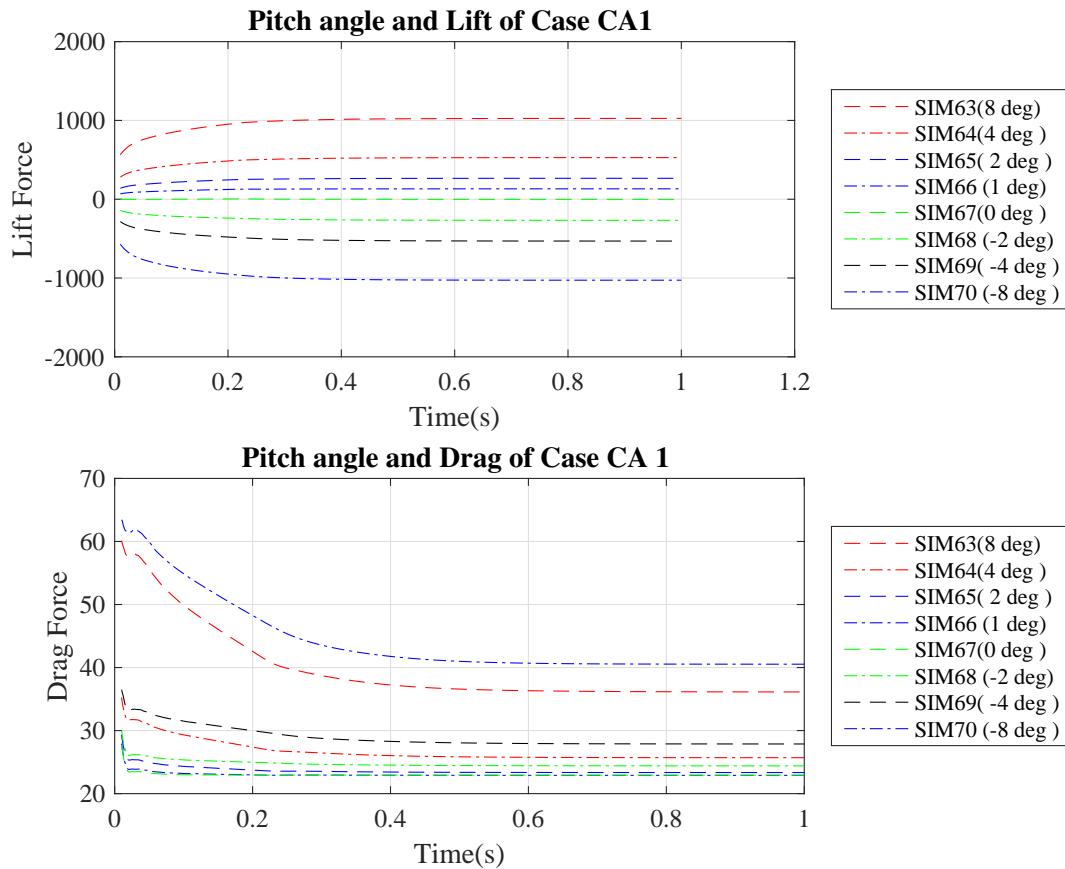 Pitch angle and Lift of Case CA1
2000
1000
0
-1000
-2000
Lift Force
0
0.2
0.4
0.6
0.8
1
1.2
Time(s)
SIM63(8 deg)
SIM64(4 deg )
SIM65( 2 deg )
SIM66 (1 deg)
SIM67(0 deg )
SIM68 (-2 deg)
SIM69( -4 deg )
SIM70 (-8 deg )
Pitch angle and Drag of Case CA 1
70
60
50
40
30
20
Drag Force
0
0.2
0.4
0.6
0.8
1
Time(s)
SIM63(8 deg)
SIM64(4 deg )
SIM65( 2 deg )
SIM66 (1 deg)
SIM67(0 deg )
SIM68 (-2 deg)
SIM69( -4 deg )
SIM70 (-8 deg )